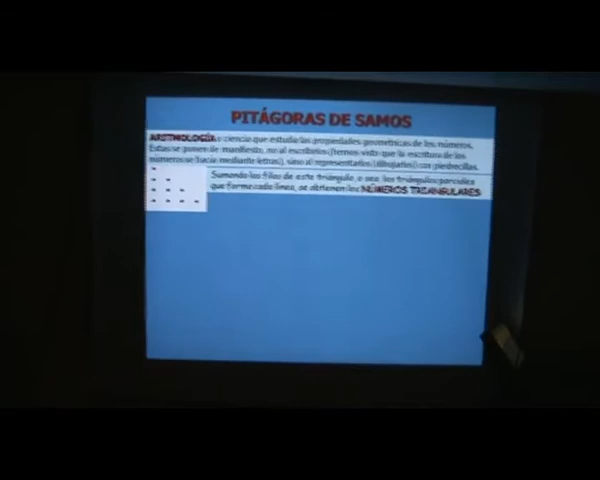 PITÁGORAS DE SAMOS
ARITMOLOGÍA: ciencia que estudia las propiedades geométricas de los números.
Estas se ponen de manifiesto, no al escribirlos (hemos visto que la escritura de los
números se hacía mediante letras), sino al representarlos (dibujarlos) con piedrecillas.
Sumando las filas de este triángulo, o sea, los triángulos parciales
que forma cada línea, se obtienen los NÚMEROS TRIANGULARES